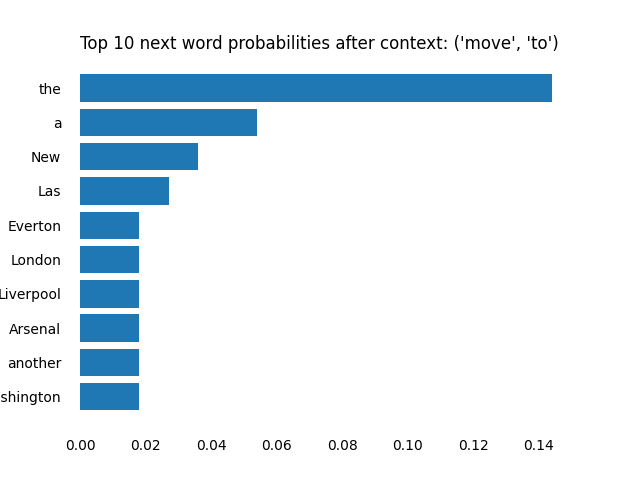 Top 10 next word probabilities after context: ('move', 'to')
the
a
New
Las
Everton
London
Liverpool
Arsenal
another
shington
0.00 0.02 0.04 0.06 0.08 0.10 0.12 0.14